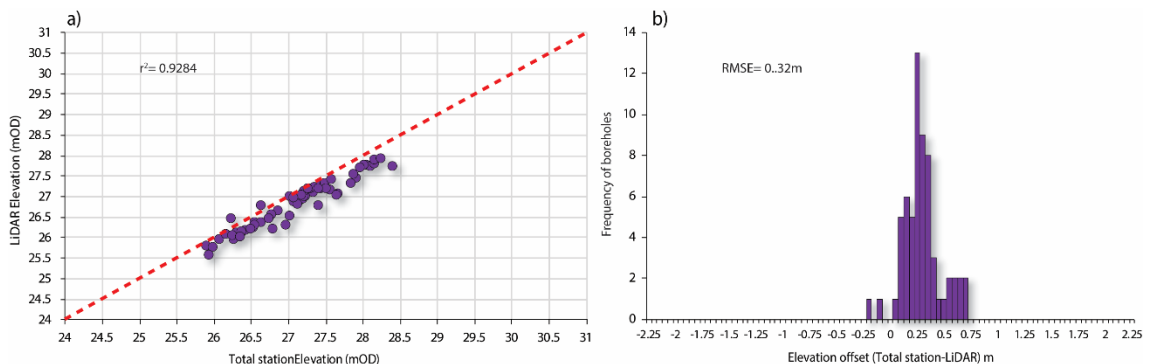 a)
r²= 0.9284
LiDAR Elevation (mOD)
31
30.5
30
29.5
29
28.5
28
27.5
27
26.5
26
25.5
25
24.5
24
24 24.5 25 25.5 26 26.5 27 27.5 28 28.5 29 29.5 30 30.5 31
Total stationElevation (mOD)
b)
RMSE= 0..32m
Frequency of boreholes
14
12
10
8
6
4
2
0
-2.25 -2 -1.75 -1.5 -1.25 -1 -0.75 -0.5 -0.25 0 0.25 0.5 0.75 1 1.25 1.5 1.75 2 2.25
Elevation offset (Total station-LiDAR) m